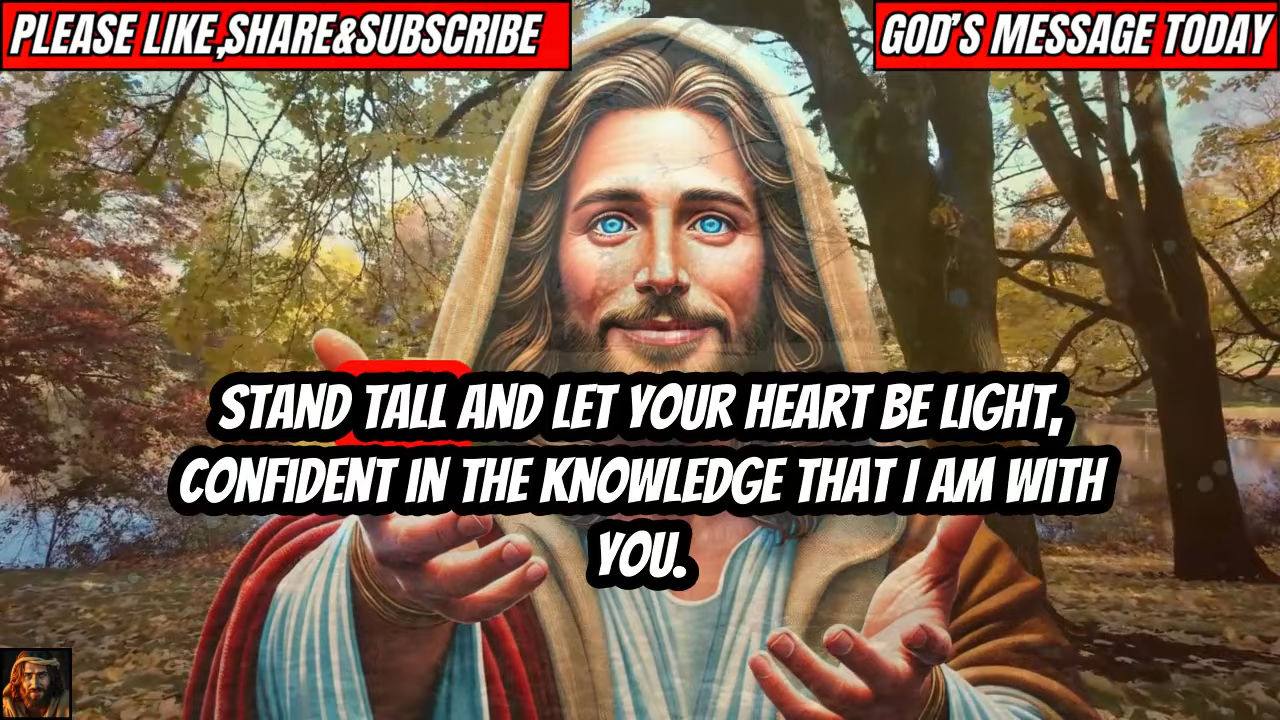 PLEASE LIKE,SHARE&SUBSCRIBE
GOD'S MESSAGE TODAY
STAND TALL AND LET YOUR HEART BE LIGHT,
CONFIDENT IN THE KNOWLEDGE THAT I AM WITH
YOU.